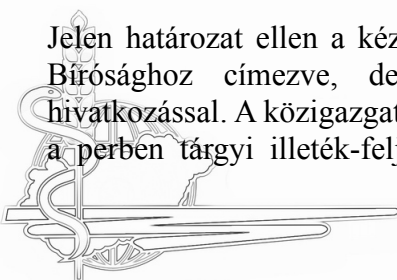 Jelen határozat ellen a kéz
Bírósághoz címezve, de
hivatkozással. A közigazgat
a perben tárgyi illeték-felj